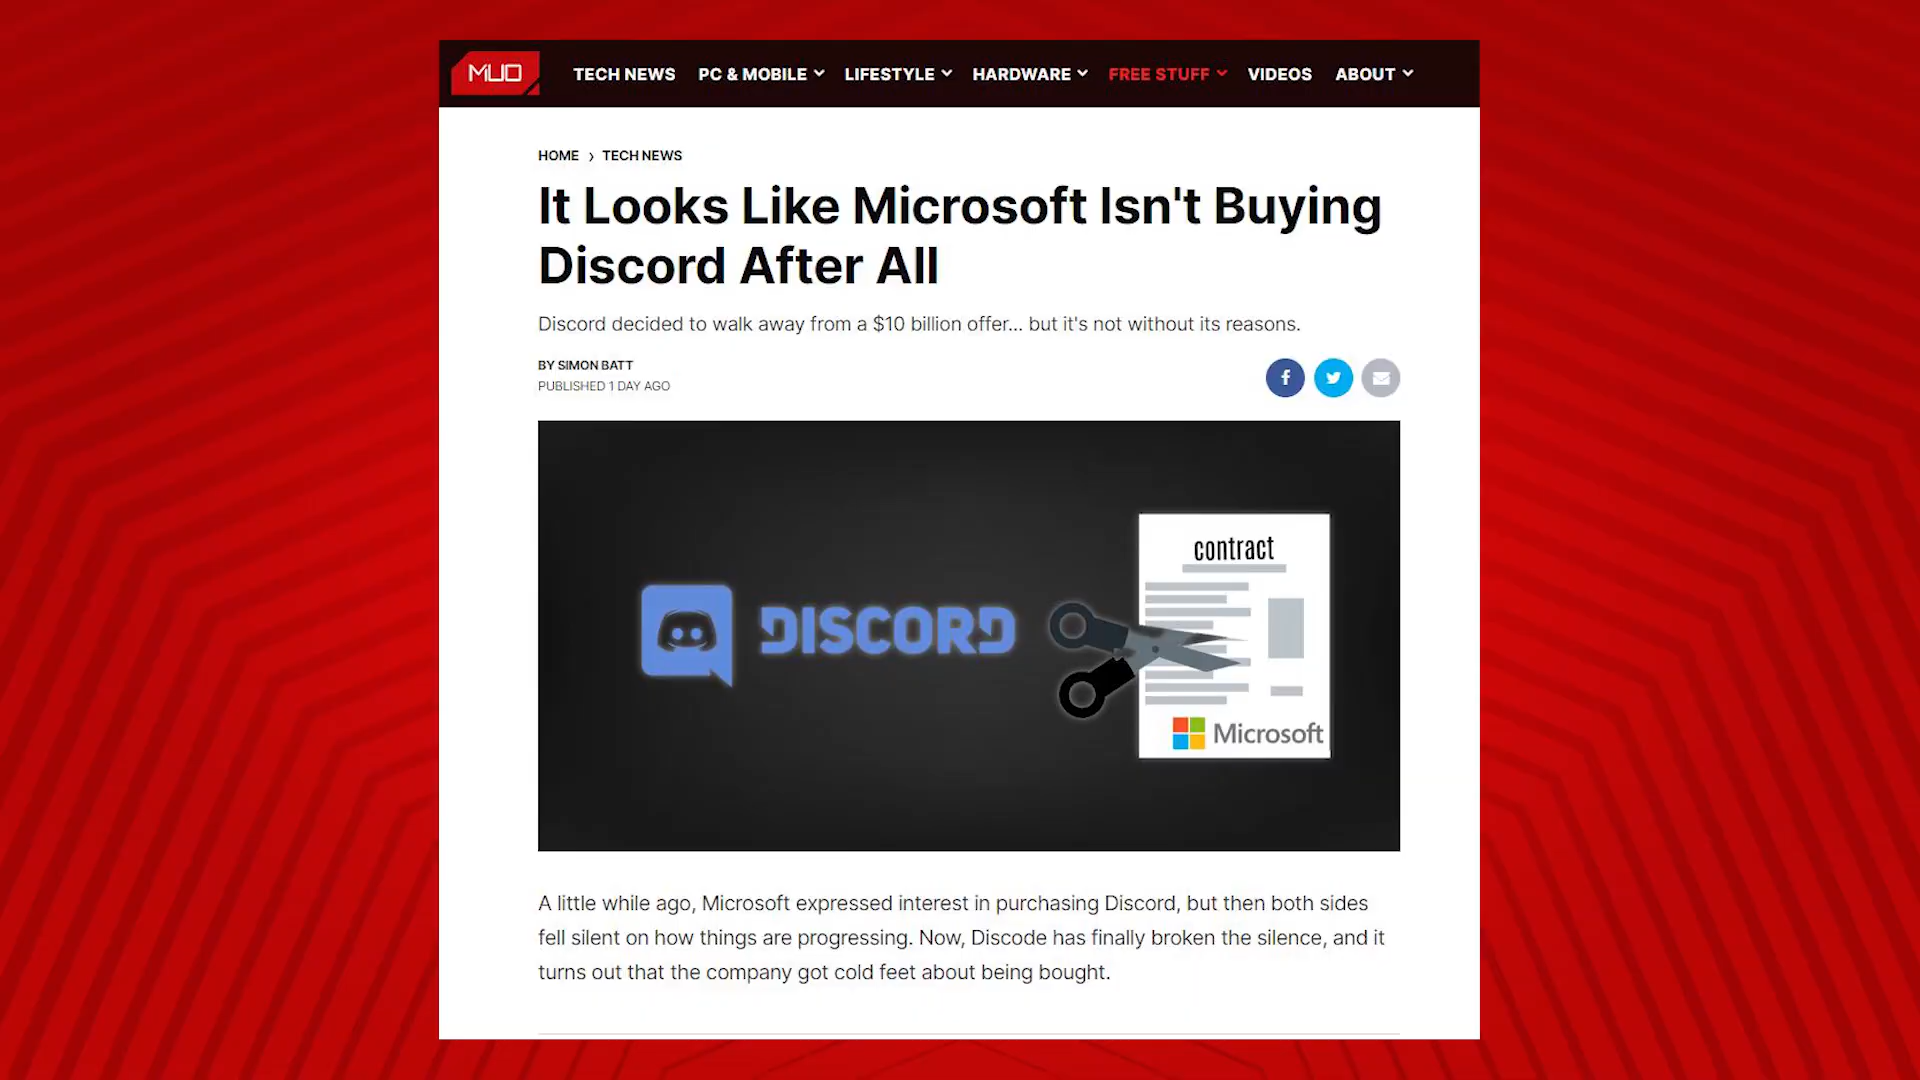 MUO
TECH NEWS PC & MOBILE LIFESTYLE HARDWARE FREE STUFF VIDEOS ABOUT
HOME › TECH NEWS
It Looks Like Microsoft Isn't Buying
Discord After All
Discord decided to walk away from a $10 billion offer... but it's not without its reasons.
BY SIMON BATT
PUBLISHED 1 DAY AGO
contract
DISCORD
Microsoft
A little while ago, Microsoft expressed interest in purchasing Discord, but then both sides
fell silent on how things are progressing. Now, Discode has finally broken the silence, and it
turns out that the company got cold feet about being bought.